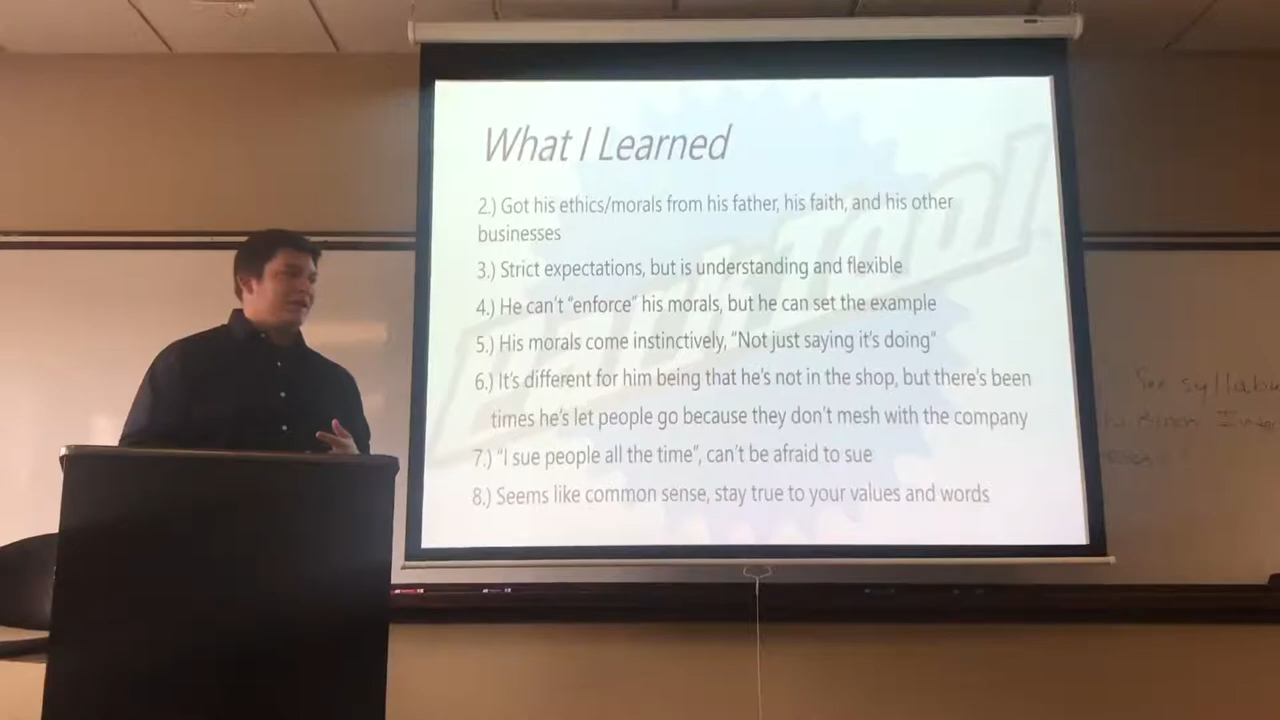 What I Learned
2.) Got his ethics/morals from his father, his faith, and his other
businesses
3.) Strict expectations, but is understanding and flexible
4.) He can't "enforce" his morals, but he can set the example
5.) His morals come instinctively, "Not just saying it's doing"
6.) It's different for him being that he's not in the shop, but there's been
times he's let people go because they don't mesh with the company
7.) "I sue people all the time", can't be afraid to sue
8.) Seems like common sense, stay true to your values and words